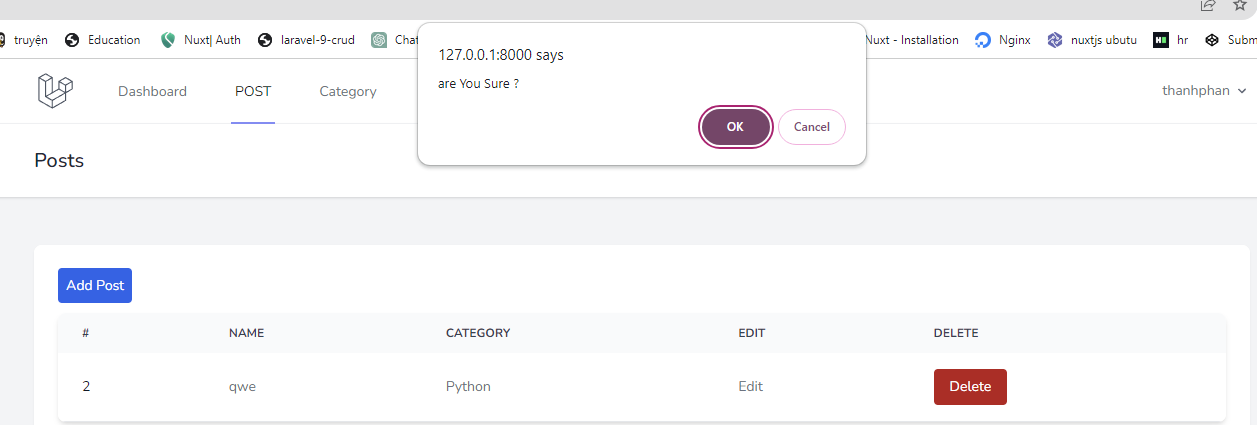 truyện Education Nuxt| Auth laravel-9-crud Nuxt - Installation Nginx nuxtjs ubutu hr
127.0.0.1:8000 says
are You Sure ?
OK Cancel
Dashboard POST Category thanhphan
Posts
Add Post
# NAME CATEGORY EDIT DELETE
2 qwe Python Edit Delete